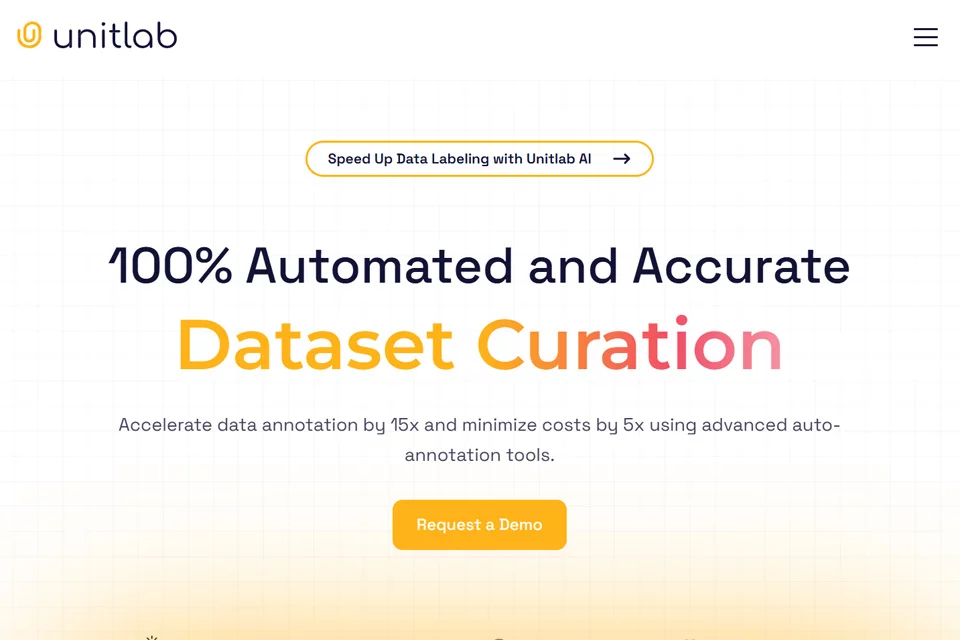 unitlab
Speed Up Data Labeling with Unitlab AI
100% Automated and Accurate
Dataset Curation
Accelerate data annotation by 15x and minimize costs by 5x using advanced auto-
annotation tools.
Request a Demo